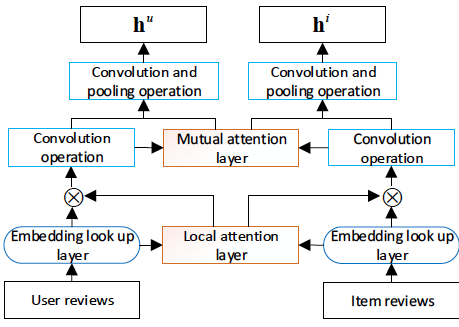 h^u
h^i
Convolution and
pooling operation
Convolution and
pooling operation
Convolution
operation
Mutual attention
layer
Convolution
operation
Embedding look up
layer
Local attention
layer
Embedding look up
layer
User reviews
Item reviews